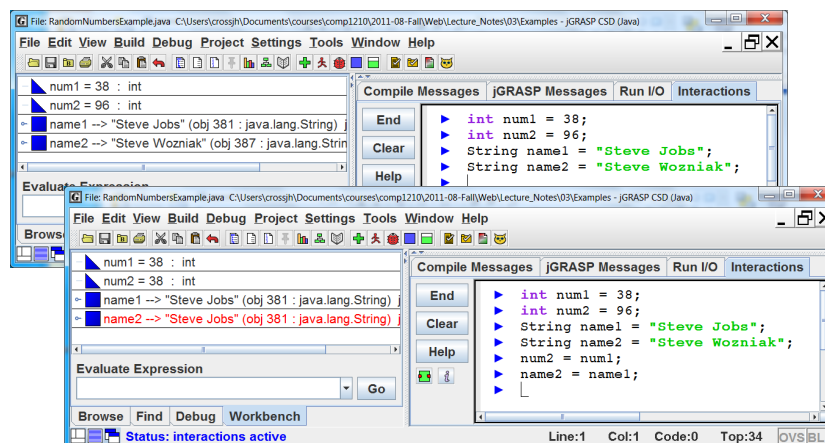 File: RandomNumbersExample.java C:\Users\crossjh\Documents\courses\comp1210\2011-08-Fall\Web\Lecture_Notes\03\Examples - jGRASP CSD (Java)
File Edit View Build Debug Project Settings Tools Window Help
num1 = 38 : int
num2 = 96 : int
name1 --> "Steve Jobs" (obj 381 : java.lang.String) j
name2 --> "Steve Wozniak" (obj 387 : java.lang.Strin
Evaluate Expression
Browse
Compile Messages jGRASP Messages Run I/O Interactions
End
Clear
Help
int num1 = 38;
int num2 = 96;
String name1 = "Steve Jobs";
String name2 = "Steve Wozniak";
File: RandomNumbersExample.java C:\Users\crossjh\Documents\courses\comp1210\2011-08-Fall\Web\Lecture_Notes\03\Examples - jGRASP CSD (Java)
File Edit View Build Debug Project Settings Tools Window Help
num1 = 38 : int
num2 = 38 : int
name1 --> "Steve Jobs" (obj 381 : java.lang.String) j
name2 --> "Steve Jobs" (obj 381 : java.lang.String) j
Evaluate Expression
Go
Browse Find Debug Workbench
Compile Messages jGRASP Messages Run I/O Interactions
End
Clear
Help
int num1 = 38;
int num2 = 96;
String name1 = "Steve Jobs";
String name2 = "Steve Wozniak";
num2 = num1;
name2 = name1;
Status: interactions active
Line:1 Col:1 Code:0 Top:34 OVS BL